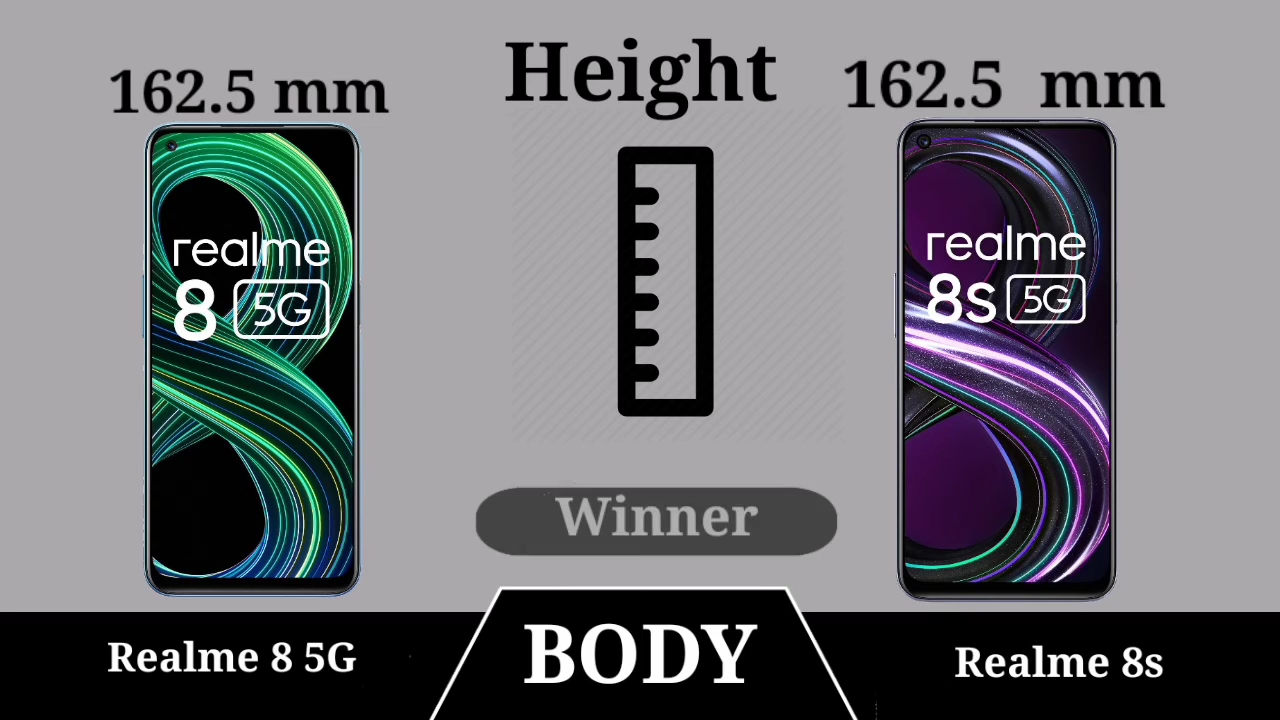 Height
162.5 mm
162.5 mm
realme
8 5G
realme
8s 5G
Winner
BODY
Realme 8 5G
Realme 8s